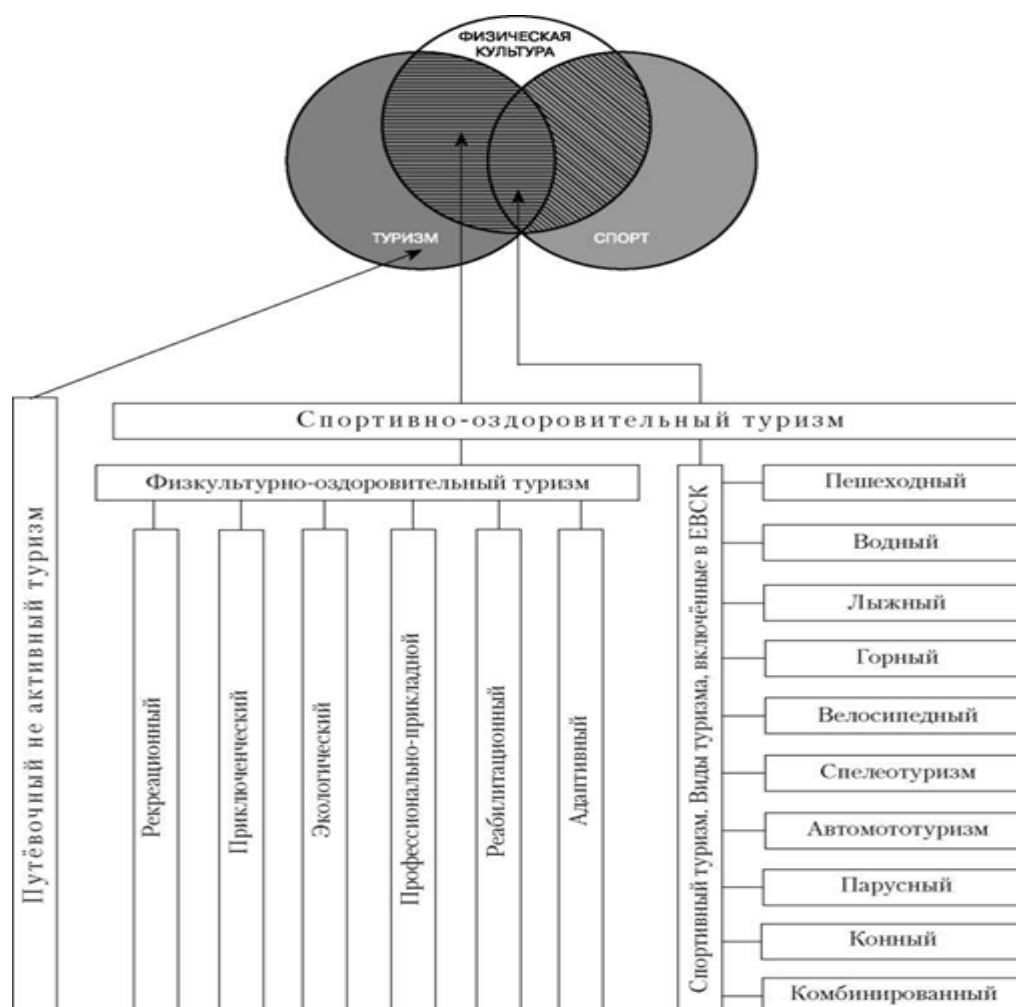 ФИЗИЧЕСКАЯ
КУЛЬТУРА
ТУРИЗМ
СПОРТ
Спортивно-оздоровительный туризм
Физкультурно-оздоровительный туризм
Путёвочный не активный туризм
Рекреационный
Приключенческий
Экологический
Профессионально-прикладной
Реабилитационный
Адаптивный
Спортивный туризм. Виды туризма, включённые в ЕВСК
Пешеходный
Водный
Лыжный
Горный
Велосипедный
Спелеотуризм
Автомототуризм
Парусный
Конный
Комбинированный